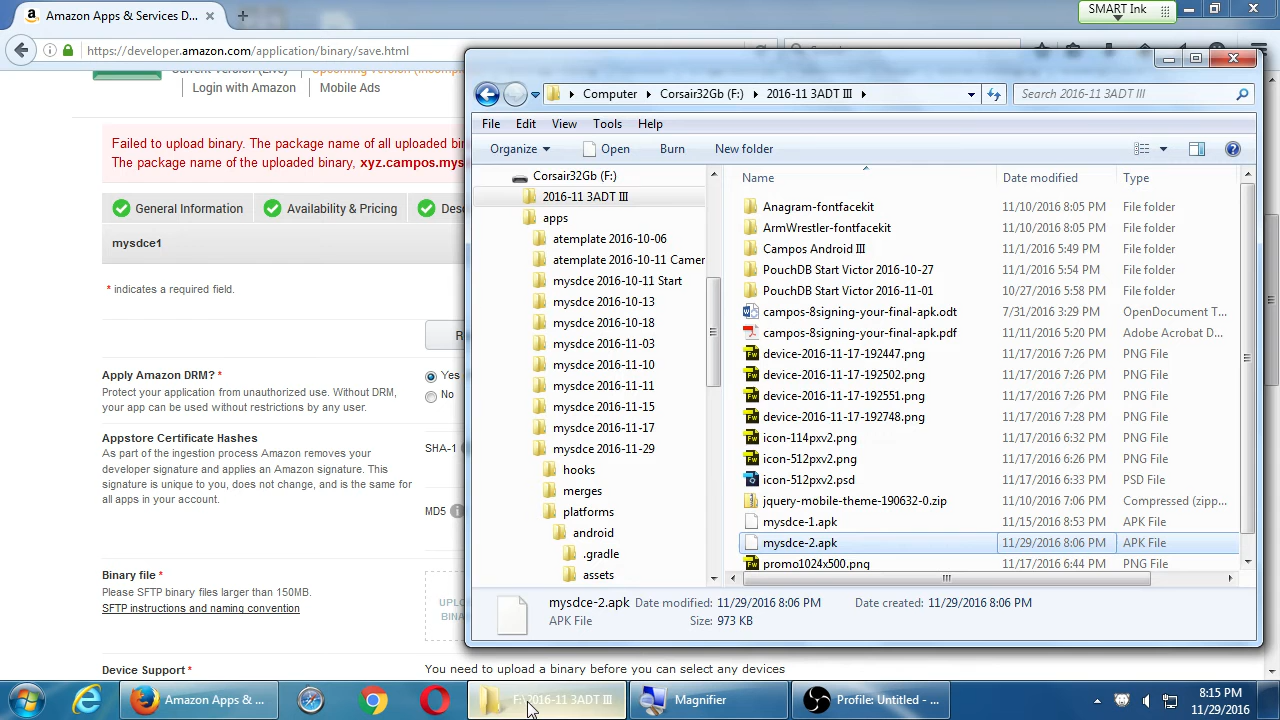 Amazon Apps & Services D...
SMART Ink
https://developer.amazon.com/application/binary/save.html
Login with Amazon
Mobile Ads
Failed to upload binary. The package name of all uploaded bin
The package name of the uploaded binary, xyz.campos.mys
General Information
Availability & Pricing
Des
mysdce1
* indicates a required field.
R
Apply Amazon DRM? *
Yes
Protect your application from unauthorized use. Without DRM,
your app can be used without restrictions by any user.
No
Appstore Certificate Hashes
As part of the ingestion process Amazon removes your
developer signature and applies an Amazon signature. This
signature is unique to you, does not change, and is the same
for all apps in your account.
SHA-1
MD5
Binary file *
Please SFTP binary files larger than 150MB.
SFTP instructions and naming convention
UPLO
BINA
Device Support *
You need to upload a binary before you can select any devices
Computer
Corsair32Gb (F:)
2016-11 3ADT III
Search 2016-11 3ADT III
File Edit View Tools Help
Organize Open Burn New folder
Corsair32Gb (F:)
2016-11 3ADT III
apps
atemplate 2016-10-06
atemplate 2016-10-11 Camer
mysdce 2016-10-11 Start
mysdce 2016-10-13
mysdce 2016-10-18
mysdce 2016-11-03
mysdce 2016-11-10
mysdce 2016-11-11
mysdce 2016-11-15
mysdce 2016-11-17
mysdce 2016-11-29
hooks
merges
platforms
android
.gradle
assets
Name Date modified Type
Anagram-fontfacekit 11/10/2016 8:05 PM File folder
ArmWrestler-fontfacekit 11/10/2016 8:05 PM File folder
Campos Android III 11/1/2016 5:49 PM File folder
PouchDB Start Victor 2016-10-27 11/1/2016 5:54 PM File folder
PouchDB Start Victor 2016-11-01 10/27/2016 5:58 PM File folder
campos-8signing-your-final-apk.odt 7/31/2016 3:29 PM OpenDocument T...
campos-8signing-your-final-apk.pdf 11/11/2016 5:20 PM Adobe Acrobat D...
device-2016-11-17-192447.png 11/17/2016 7:26 PM PNG File
device-2016-11-17-192502.png 11/17/2016 7:26 PM PNG File
device-2016-11-17-192551.png 11/17/2016 7:26 PM PNG File
device-2016-11-17-192748.png 11/17/2016 7:28 PM PNG File
icon-114pxv2.png 11/17/2016 6:32 PM PNG File
icon-512pxv2.png 11/17/2016 6:26 PM PNG File
icon-512pxv2.psd 11/17/2016 6:33 PM PSD File
jquery-mobile-theme-190632-0.zip 11/10/2016 7:06 PM Compressed (zipp...
mysdce-1.apk 11/15/2016 8:53 PM APK File
mysdce-2.apk 11/29/2016 8:06 PM APK File
promo1024x500.png 11/17/2016 6:44 PM PNG File
mysdce-2.apk Date modified: 11/29/2016 8:06 PM Date created: 11/29/2016 8:06 PM
APK File Size: 973 KB
Amazon Apps & ...
F:\2016-11 3ADT III
Magnifier
Profile: Untitled - ...
8:15 PM
11/29/2016